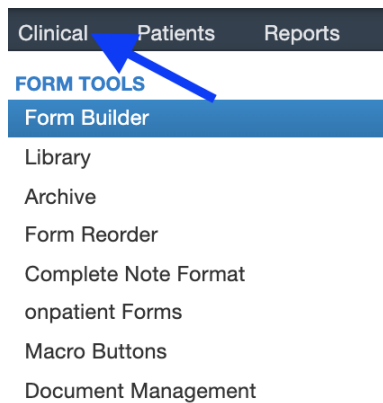 Clinical Patients Reports
FORM TOOLS
Form Builder
Library
Archive
Form Reorder
Complete Note Format
onpatient Forms
Macro Buttons
Document Management